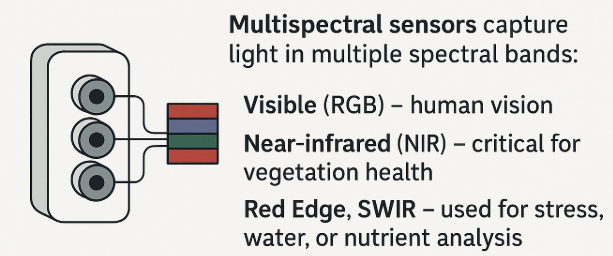 Multispectral sensors capture
light in multiple spectral bands:
Visible (RGB) – human vision
Near-infrared (NIR) – critical for
vegetation health
Red Edge, SWIR – used for stress,
water, or nutrient analysis